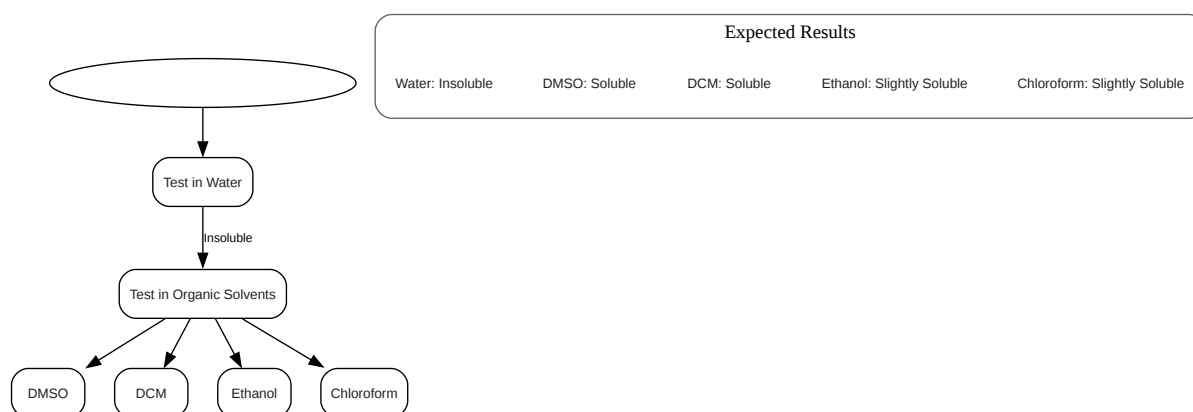 Expected Results
Water: Insoluble
DMSO: Soluble
DCM: Soluble
Ethanol: Slightly Soluble
Chloroform: Slightly Soluble
Test in Water
Insoluble
Test in Organic Solvents
DMSO
DCM
Ethanol
Chloroform